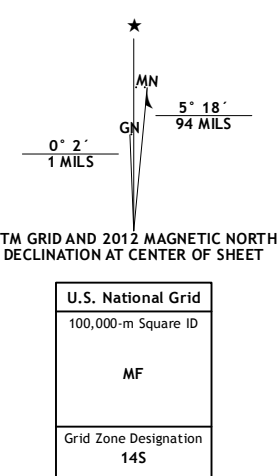 ★
MN
5° 18´
94 MILS
GN
0° 2´
1 MILS
TM GRID AND 2012 MAGNETIC NORTH
DECLINATION AT CENTER OF SHEET
U.S. National Grid
100,000-m Square ID
MF
Grid Zone Designation
14S